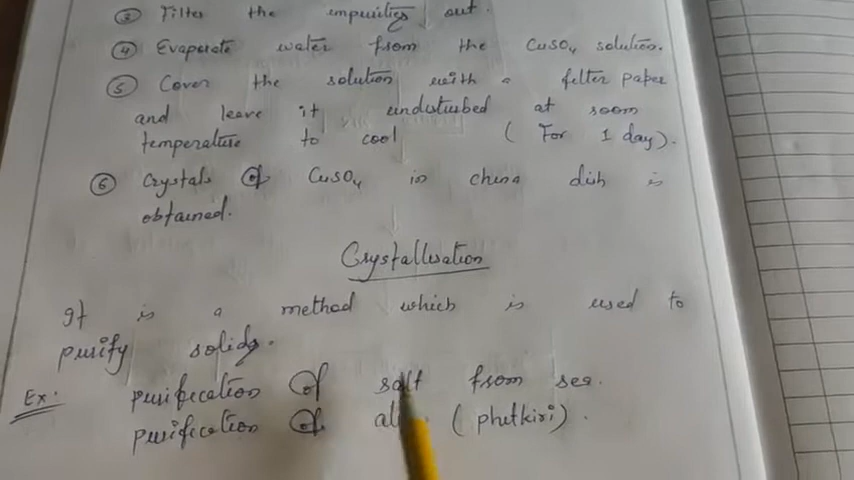 ③ Filter the impurities out.
④ Evaporate water from the CuSO4 solution.
⑤ Cover the solution with a filter paper
and leave it undisturbed at room
temperature to cool (For 1 day).
⑥ Crystals of CuSO4 in china dish is
obtained.
Crystallisation
It is a method which is used to
purify solids.
Ex: purification of salt from sea.
purification of (phitkiri).